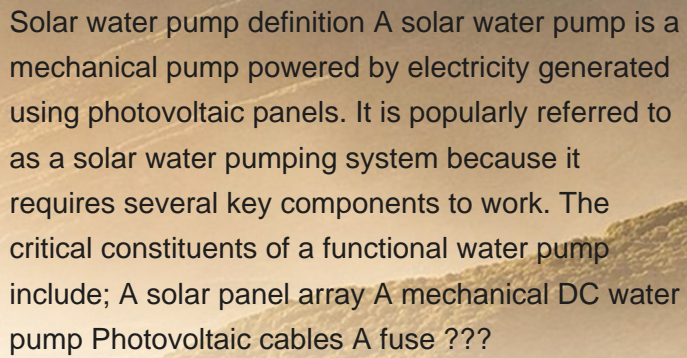 Solar water pump definition A solar water pump is a
mechanical pump powered by electricity generated
using photovoltaic panels. It is popularly referred to
as a solar water pumping system because it
requires several key components to work. The
critical constituents of a functional water pump
include; A solar panel array A mechanical DC water
pump Photovoltaic cables A fuse ???